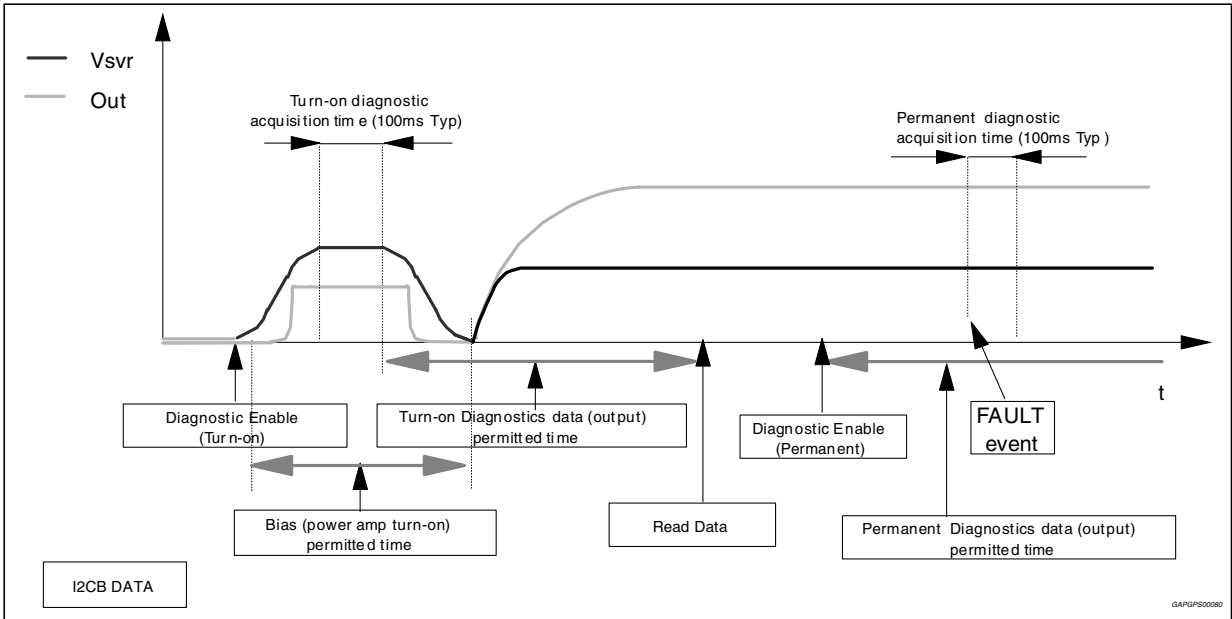 Vsvr
Out
Turn-on diagnostic
acquisition time (100ms Typ)
Permanent diagnostic
acquisition time (100ms Typ)
t
Diagnostic Enable
(Turn-on)
Turn-on Diagnostics data (output)
permitted time
Diagnostic Enable
(Permanent)
FAULT
event
Bias (power amp turn-on)
permitted time
Read Data
Permanent Diagnostics data (output)
permitted time
I2CB DATA
GAPGPS00080